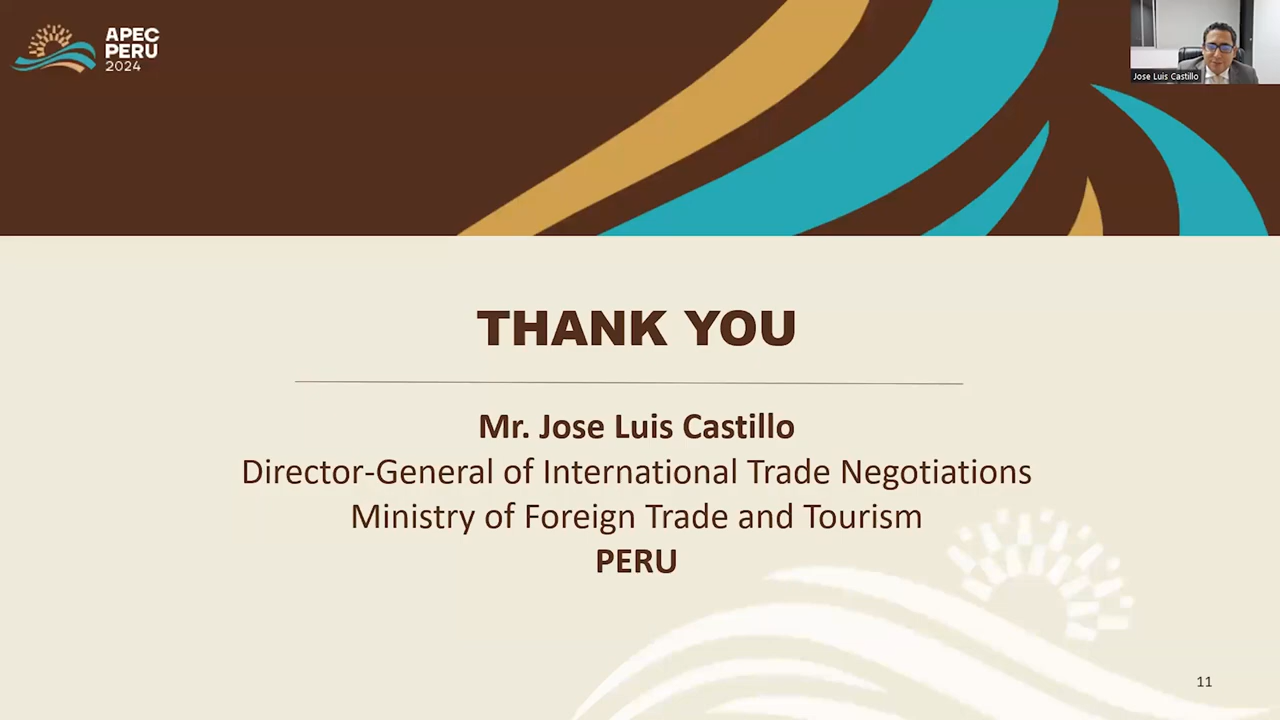 APEC
PERU
2024
Jose Luis Castillo
THANK YOU
Mr. Jose Luis Castillo
Director-General of International Trade Negotiations
Ministry of Foreign Trade and Tourism
PERU
11